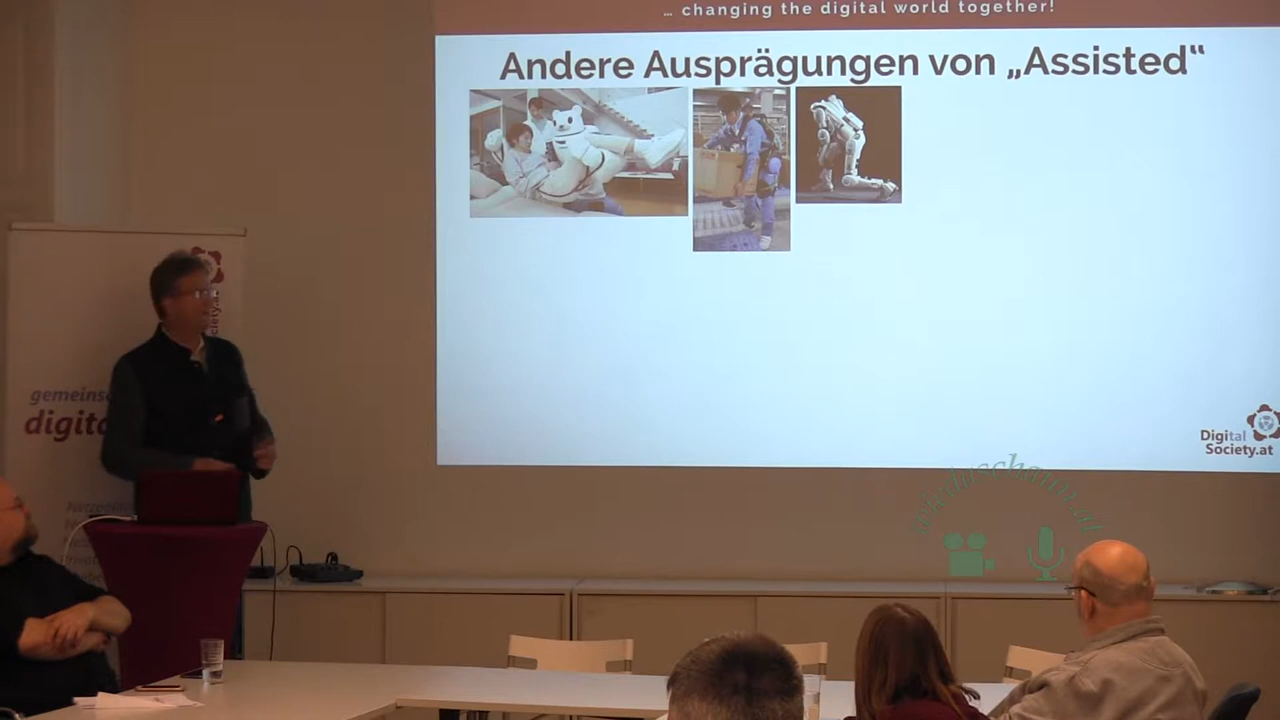 … changing the digital world together!
Andere Ausprägungen von „Assisted“
gemeins
digit
Digital
Society.at